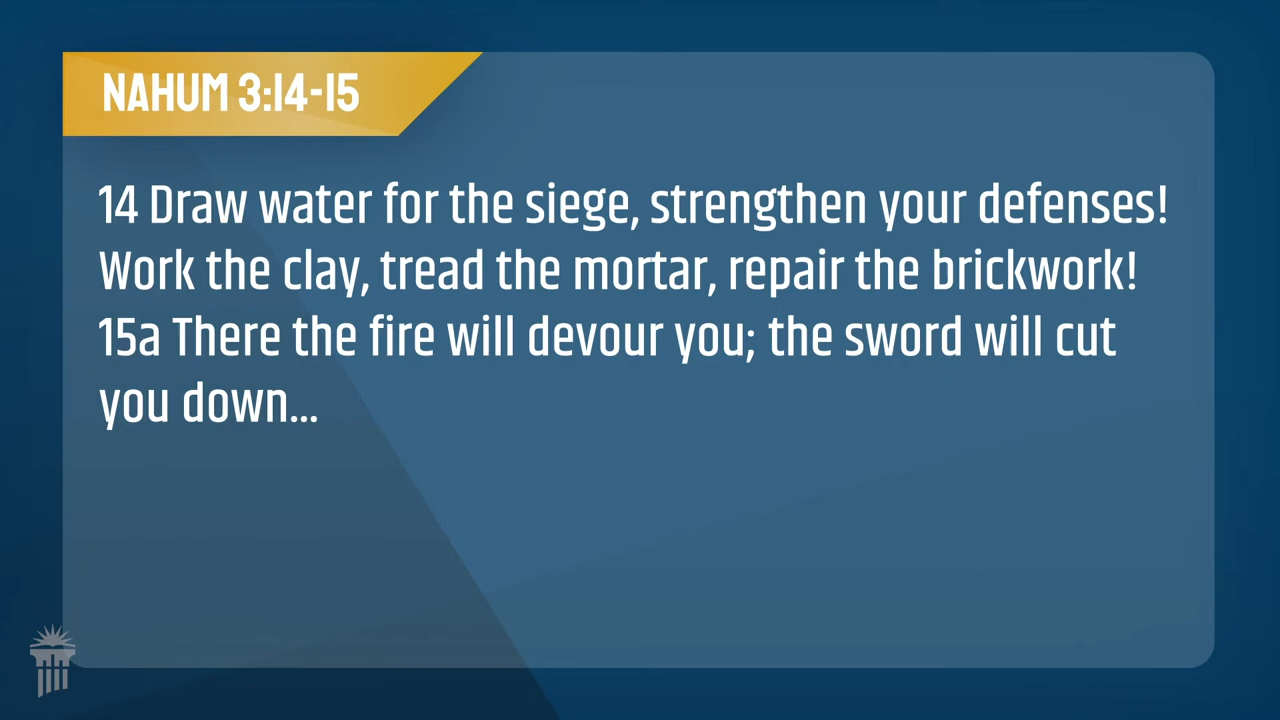 NAHUM 3:14-15
14 Draw water for the siege, strengthen your defenses!
Work the clay, tread the mortar, repair the brickwork!
15a There the fire will devour you; the sword will cut
you down...